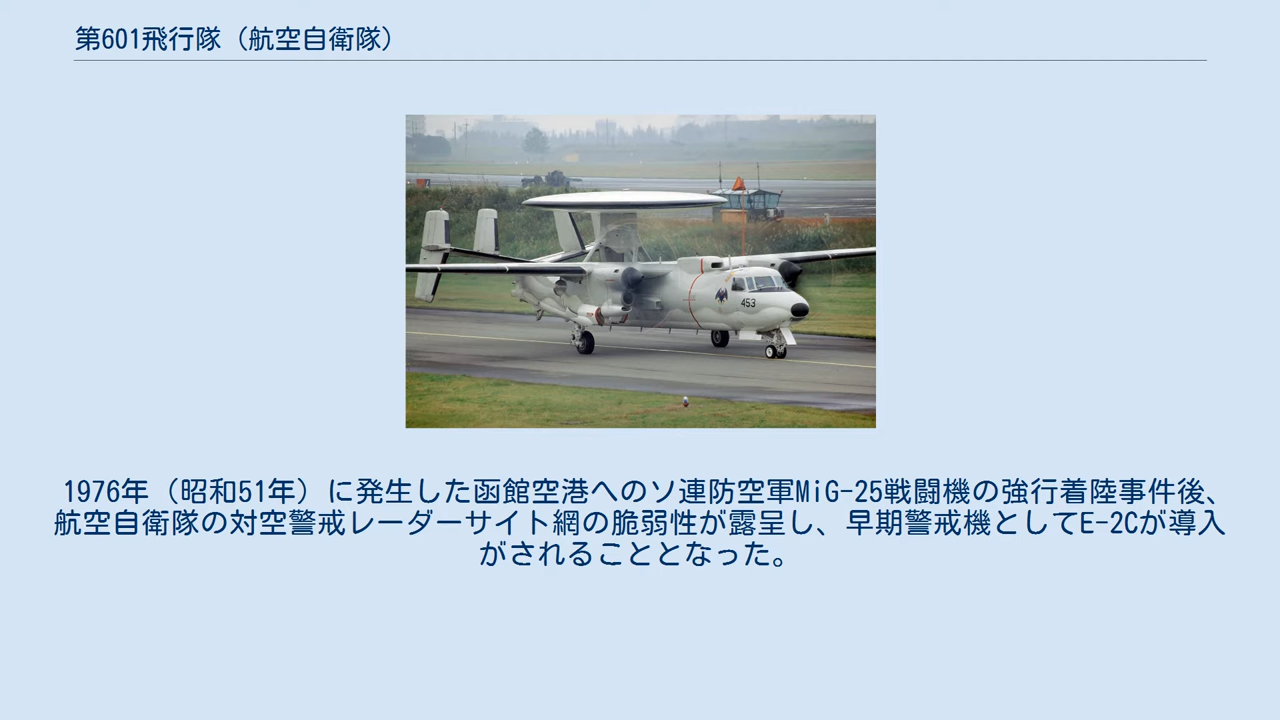 第601飛行隊（航空自衛隊）
453
1976年（昭和51年）に発生した函館空港へのソ連防空軍MiG-25戦闘機の強行着陸事件後、
航空自衛隊の対空警戒レーダーサイト網の脆弱性が露呈し、早期警戒機としてE-2Cが導入
がされることとなった。